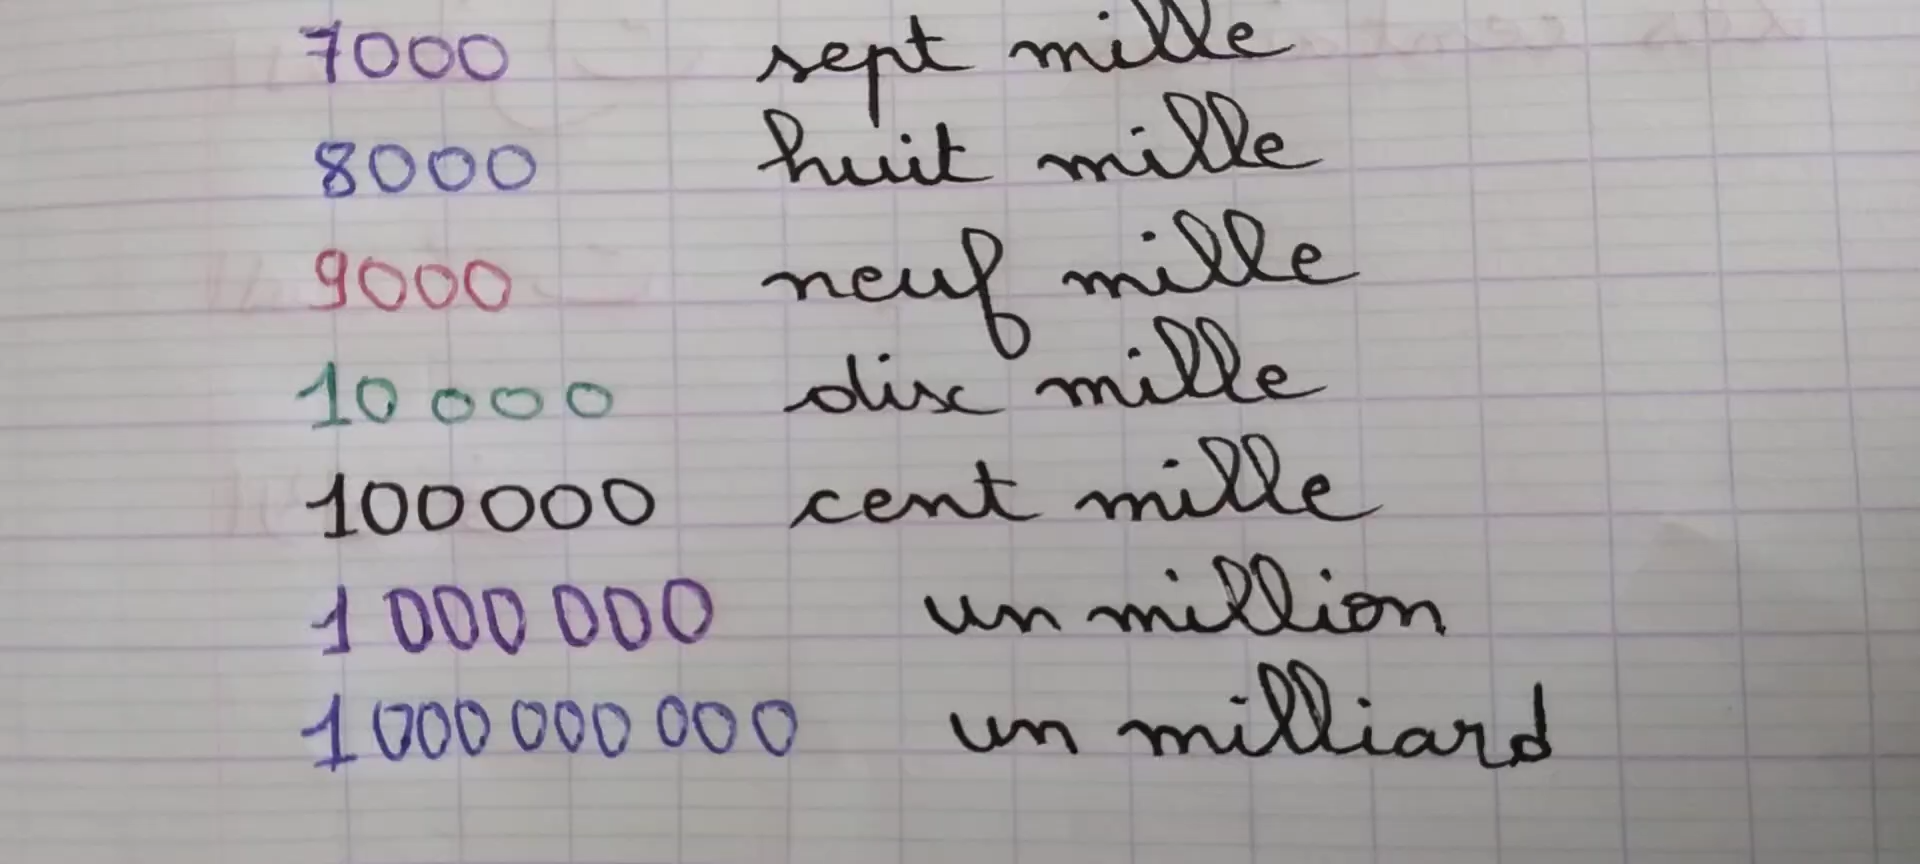 7000 sept mille
8000 huit mille
9000 neuf mille
10 000 dix mille
100000 cent mille
1 000 000 un million
1 000 000 000 un milliard